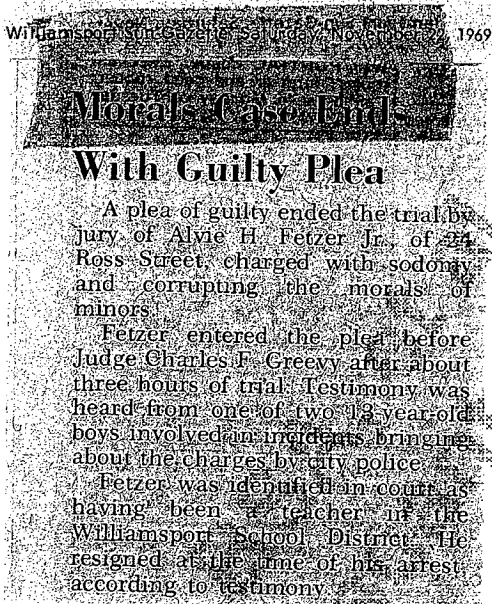 Williamsport Sun-Gazette, Saturday, November 22, 1969
Morals Case Ends
With Guilty Plea
A plea of guilty ended the trial by
jury of Alvie H. Fetzer Jr., of 24
Ross Street, charged with sodomy
and corrupting the morals of
minors.
Fetzer entered the plea before
Judge Charles F. Greevy after about
three hours of trial. Testimony was
heard from one of two 13-year-old
boys involved in incidents bringing
about the charges by city police.
Fetzer was identified in court as
having been a teacher in the
Williamsport School District. He
resigned at the time of his arrest,
according to testimony.